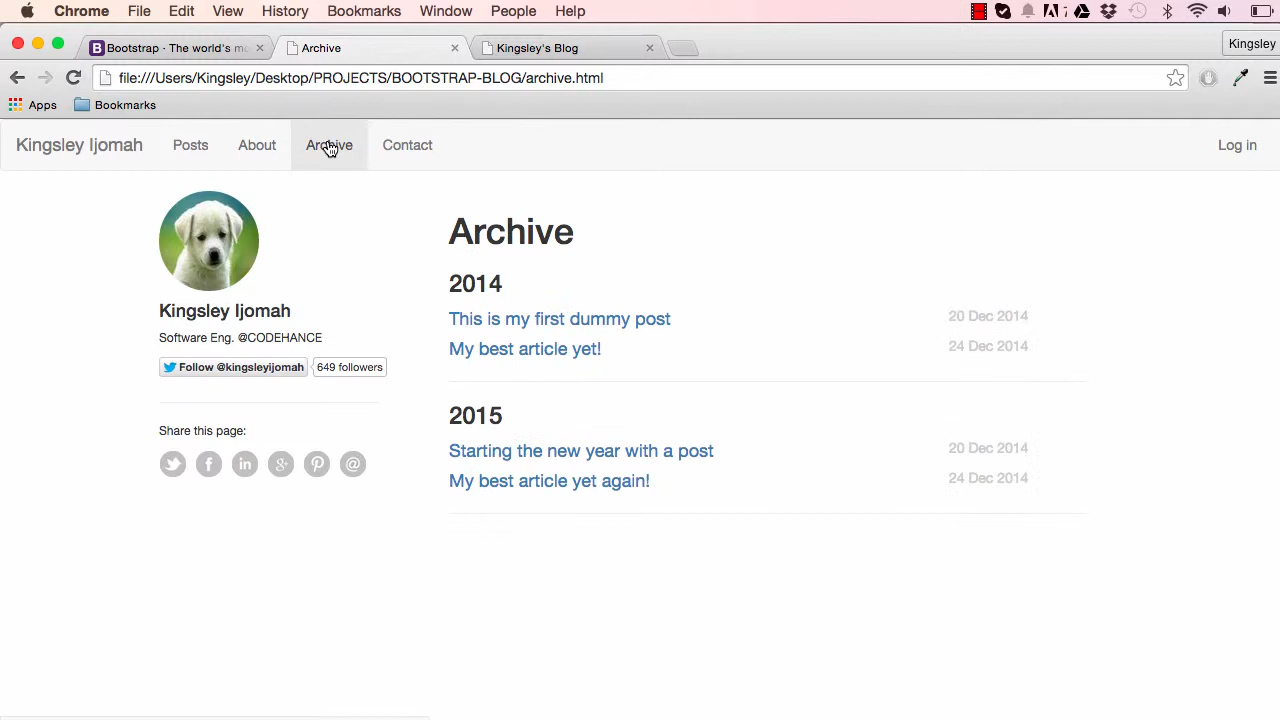 Chrome File Edit View History Bookmarks Window People Help
Bootstrap · The world's mo
Archive
Kingsley's Blog
Kingsley
file:///Users/Kingsley/Desktop/PROJECTS/BOOTSTRAP-BLOG/archive.html
Apps Bookmarks
Kingsley Ijomah Posts About Archive Contact Log in
Kingsley Ijomah
Software Eng. @CODEHANCE
Follow @kingsleyijomah 649 followers
Share this page:
Archive
2014
This is my first dummy post 20 Dec 2014
My best article yet! 24 Dec 2014
2015
Starting the new year with a post 20 Dec 2014
My best article yet again! 24 Dec 2014